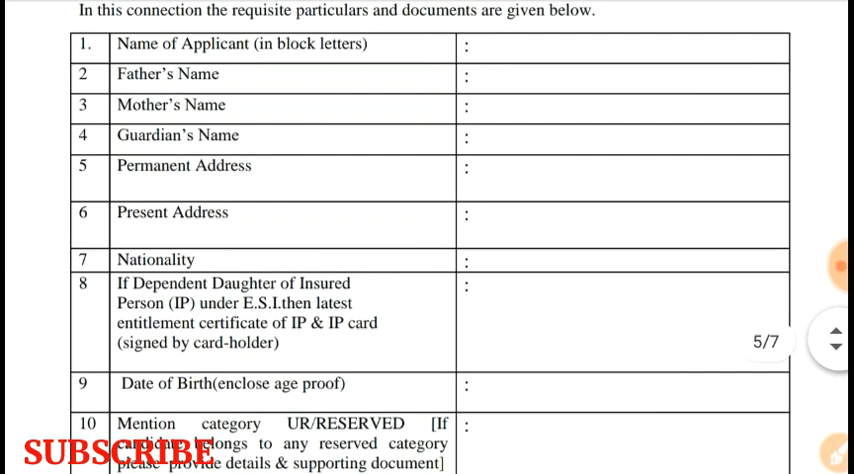 In this connection the requisite particulars and documents are given below.
1. Name of Applicant (in block letters) :
2 Father's Name :
3 Mother's Name :
4 Guardian's Name :
5 Permanent Address :
6 Present Address :
7 Nationality :
8 If Dependent Daughter of Insured :
Person (IP) under E.S.I.then latest
entitlement certificate of IP & IP card
(signed by card-holder)
5/7
9 Date of Birth(enclose age proof) :
10 Mention category UR/RESERVED [If :
candidate belongs to any reserved category
please provide details & supporting document]
SUBSCRIBE